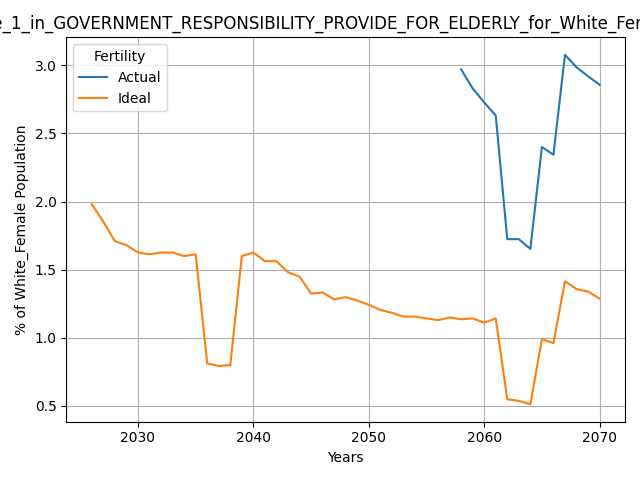 _1_in_GOVERNMENT_RESPONSIBILITY_PROVIDE_FOR_ELDERLY_for_White_Fe
Fertility
Actual
Ideal
% of White_Female Population
3.0
2.5
2.0
1.5
1.0
0.5
2030 2040 2050 2060 2070
Years